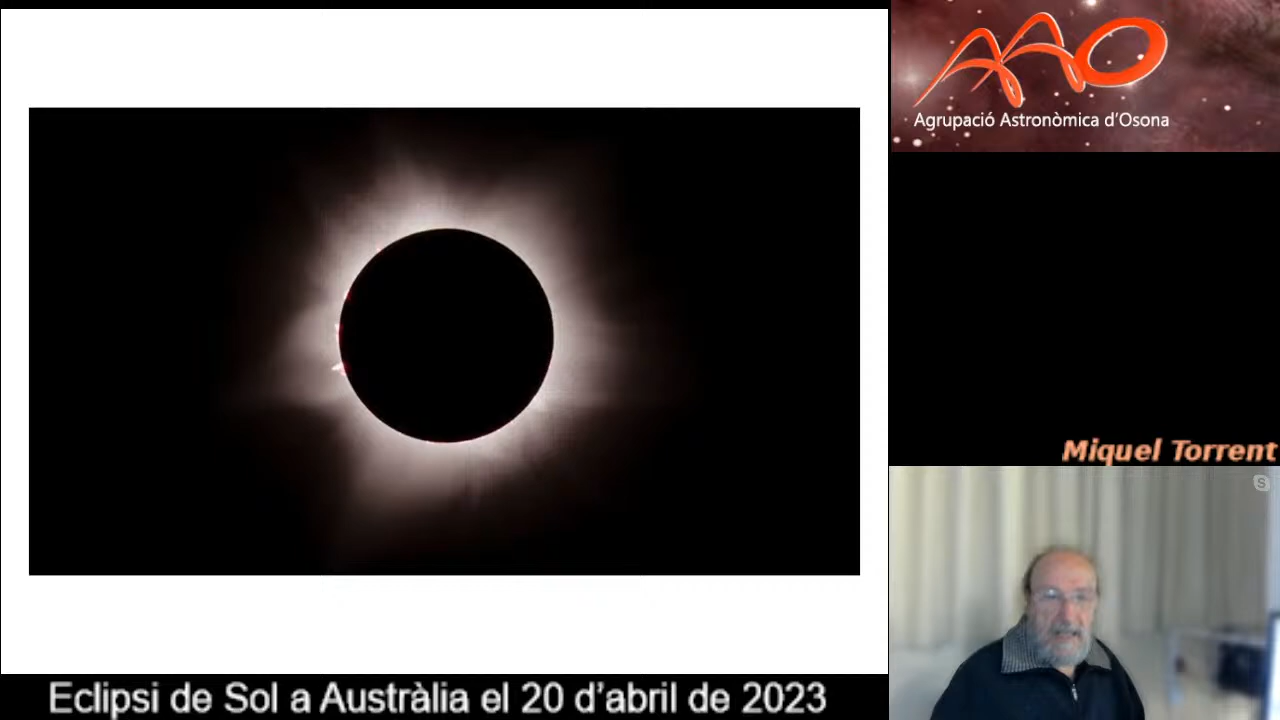 AAO
Agrupació Astronòmica d'Osona
Miquel Torrent
S
Eclipsi de Sol a Austràlia el 20 d'abril de 2023